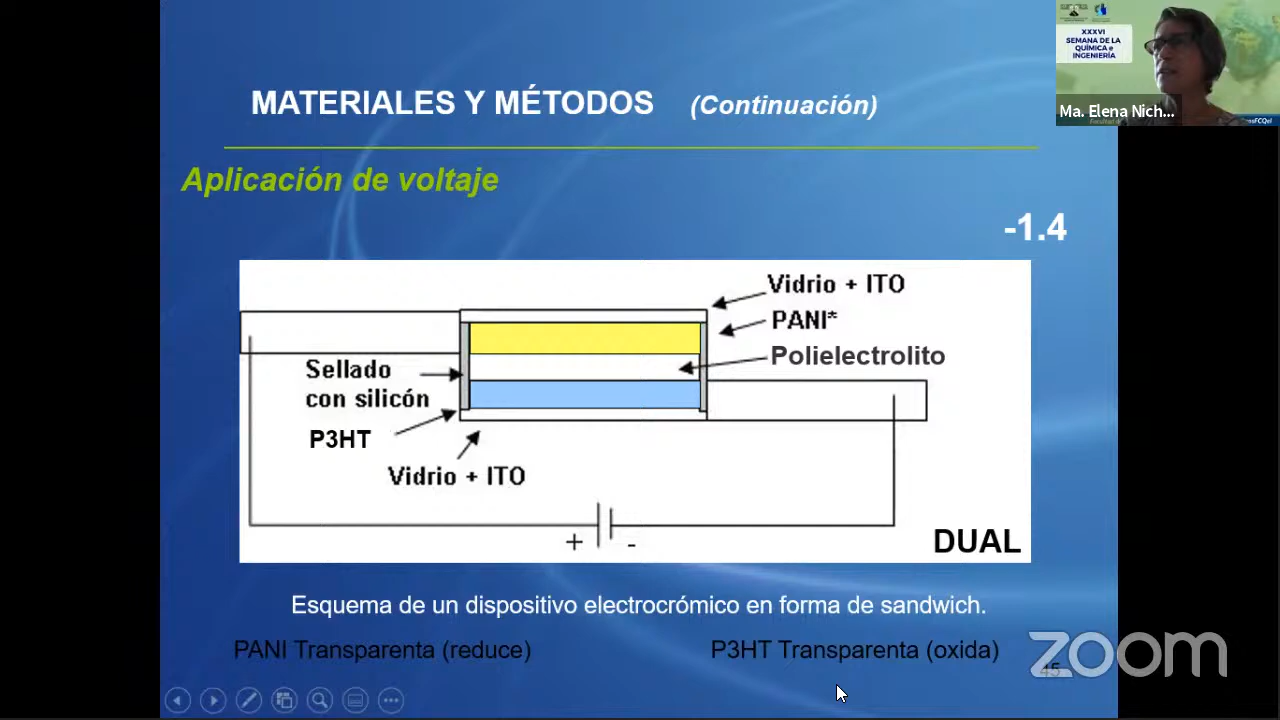 XXXVI
SEMANA DE LA
QUÍMICA e
INGENIERÍA
Ma. Elena Nich...
MATERIALES Y MÉTODOS (Continuación)
Aplicación de voltaje
-1.4
Vidrio + ITO
PANI*
Polielectrolito
Sellado
con silicón
P3HT
Vidrio + ITO
+ -
DUAL
Esquema de un dispositivo electrocrómico en forma de sandwich.
PANI Transparenta (reduce) P3HT Transparenta (oxida)
zoom
45